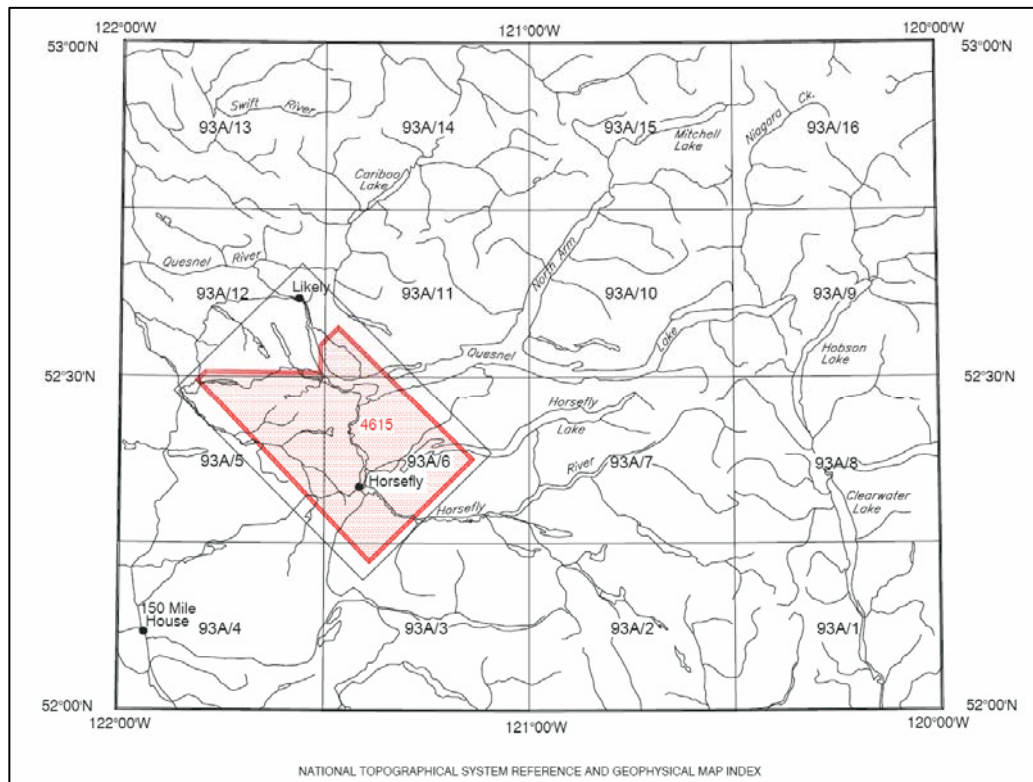 122°00'W 121°00'W 120°00'W
53°00'N 53°00'N
Swift River
93A/13 93A/14 93A/15 93A/16
Niagara Ck.
Mitchell
Lake
Cariboo
Lake
North Arm
Quesnel River
93A/12 Likely 93A/11 93A/10 93A/9
Hobson
Lake
Quesnel Lake
52°30'N 52°30'N
Horsefly
Lake
4615
93A/5 93A/6 River 93A/7 93A/8
Horsefly
Horsefly
Clearwater
Lake
150 Mile
House
93A/4 93A/3 93A/2 93A/1
52°00'N 52°00'N
122°00'W 121°00'W 120°00'W
NATIONAL TOPOGRAPHICAL SYSTEM REFERENCE AND GEOPHYSICAL MAP INDEX